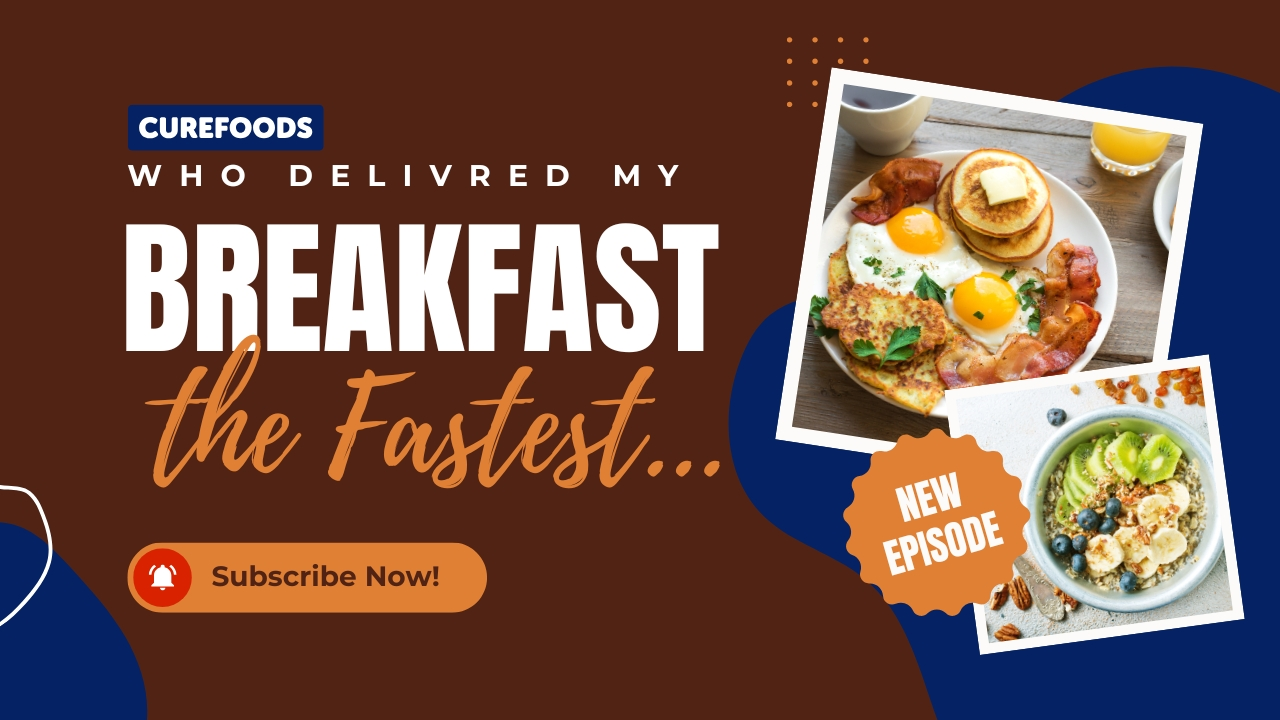 CUREFOODS
WHO DELIVRED MY
BREAKFAST
the Fastest...
NEW
EPISODE
Subscribe Now!